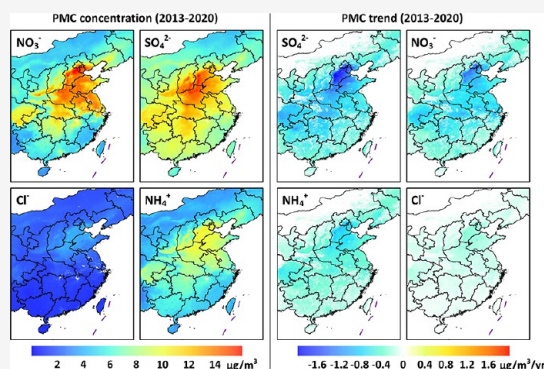 PMC concentration (2013-2020)
PMC trend (2013-2020)
NO₃⁻
SO₄²⁻
SO₄²⁻
NO₃⁻
Cl⁻
NH₄⁺
NH₄⁺
Cl⁻
2 4 6 8 10 12 14 μg/m³
-1.6 -1.2 -0.8 -0.4 0 0.4 0.8 1.2 1.6 μg/m³/yr